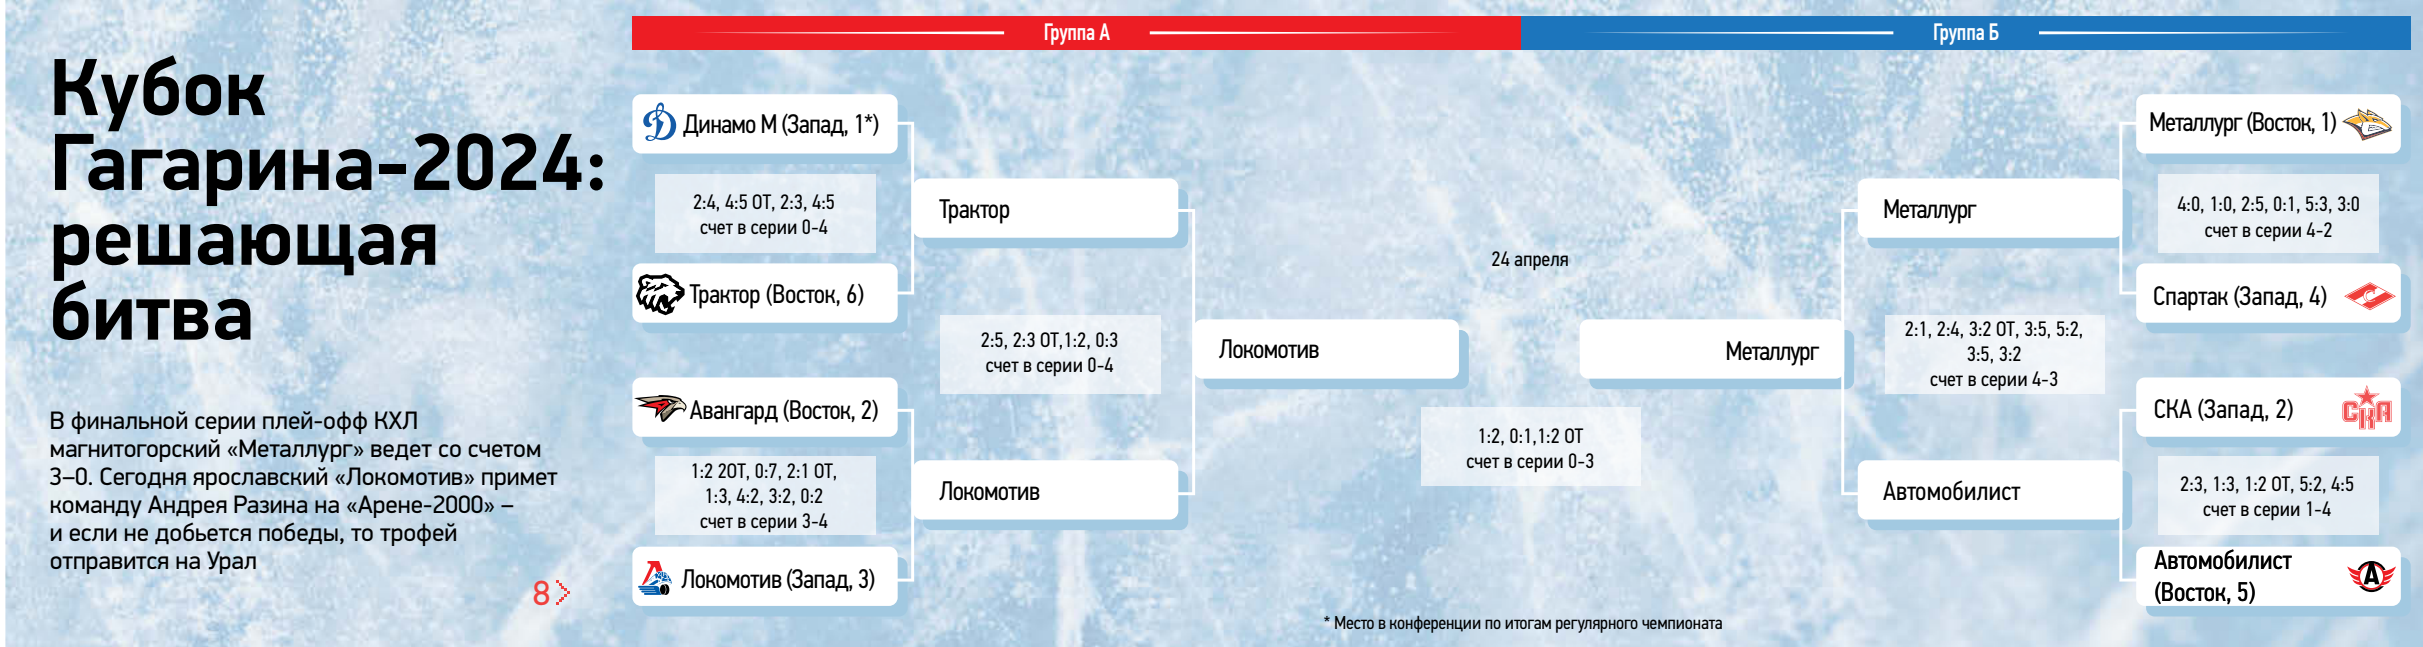 Кубок
Гагарина-2024:
решающая
битва
В финальной серии плей-офф КХЛ
магнитогорский «Металлург» ведет со счетом
3–0. Сегодня ярославский «Локомотив» примет
команду Андрея Разина на «Арене-2000» –
и если не добьется победы, то трофей
отправится на Урал
8
Группа А
Динамо М (Запад, 1*)
2:4, 4:5 ОТ, 2:3, 4:5
счет в серии 0-4
Трактор (Восток, 6)
Трактор
2:5, 2:3 ОТ,1:2, 0:3
счет в серии 0-4
Авангард (Восток, 2)
1:2 2ОТ, 0:7, 2:1 ОТ,
1:3, 4:2, 3:2, 0:2
счет в серии 3-4
Локомотив (Запад, 3)
Локомотив
Локомотив
24 апреля
1:2, 0:1,1:2 ОТ
счет в серии 0-3
Группа Б
Металлург
Металлург
2:1, 2:4, 3:2 ОТ, 3:5, 5:2,
3:5, 3:2
счет в серии 4-3
Автомобилист
Металлург (Восток, 1)
4:0, 1:0, 2:5, 0:1, 5:3, 3:0
счет в серии 4-2
Спартак (Запад, 4)
СКА (Запад, 2)
СКА
2:3, 1:3, 1:2 ОТ, 5:2, 4:5
счет в серии 1-4
Автомобилист
(Восток, 5)
* Место в конференции по итогам регулярного чемпионата